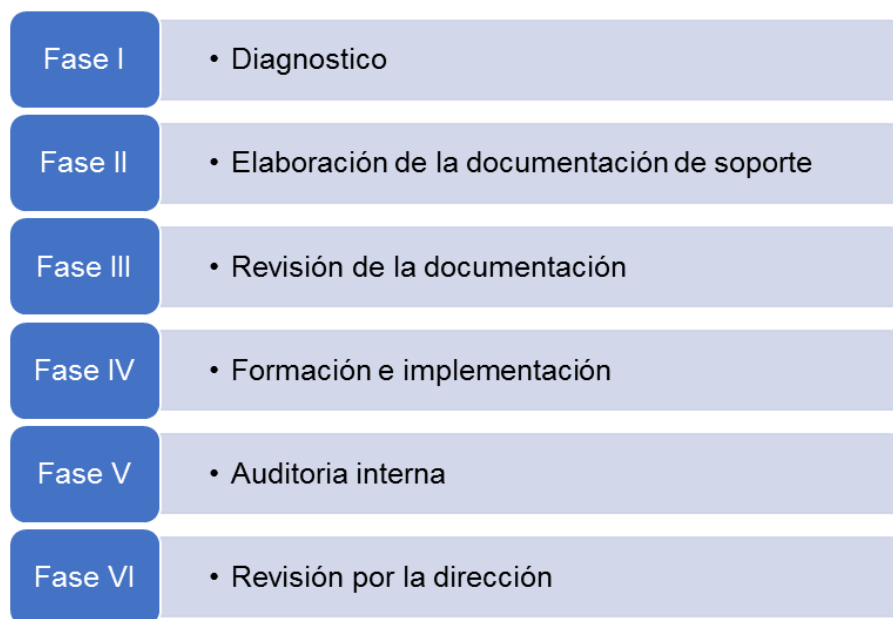 Fase I
• Diagnostico
Fase II
• Elaboración de la documentación de soporte
Fase III
• Revisión de la documentación
Fase IV
• Formación e implementación
Fase V
• Auditoria interna
Fase VI
• Revisión por la dirección